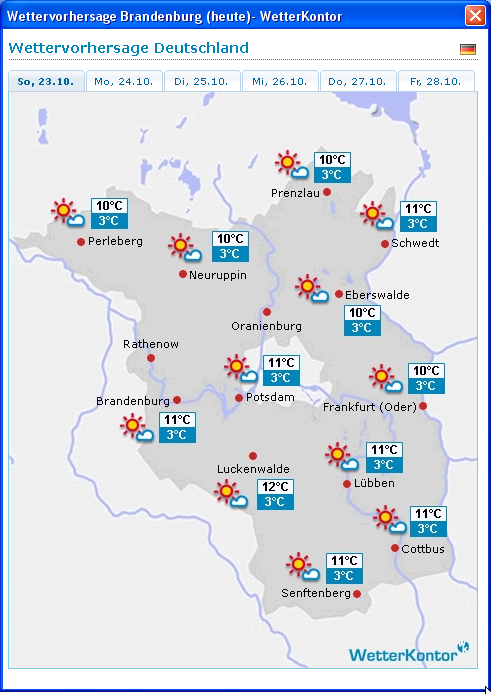 Wettervorhersage Brandenburg (heute)- WetterKontor
Wettervorhersage Deutschland
So, 23.10. Mo, 24.10. Di, 25.10. Mi, 26.10. Do, 27.10. Fr, 28.10.
10°C
3°C
Prenzlau
10°C
3°C
Perleberg
11°C
3°C
Schwedt
10°C
3°C
Neuruppin
Eberswalde
10°C
3°C
Oranienburg
Rathenow
11°C
3°C
Potsdam
10°C
3°C
Frankfurt (Oder)
Brandenburg
11°C
3°C
Luckenwalde
12°C
3°C
11°C
3°C
Lübben
11°C
3°C
Cottbus
11°C
3°C
Senftenberg
WetterKontor